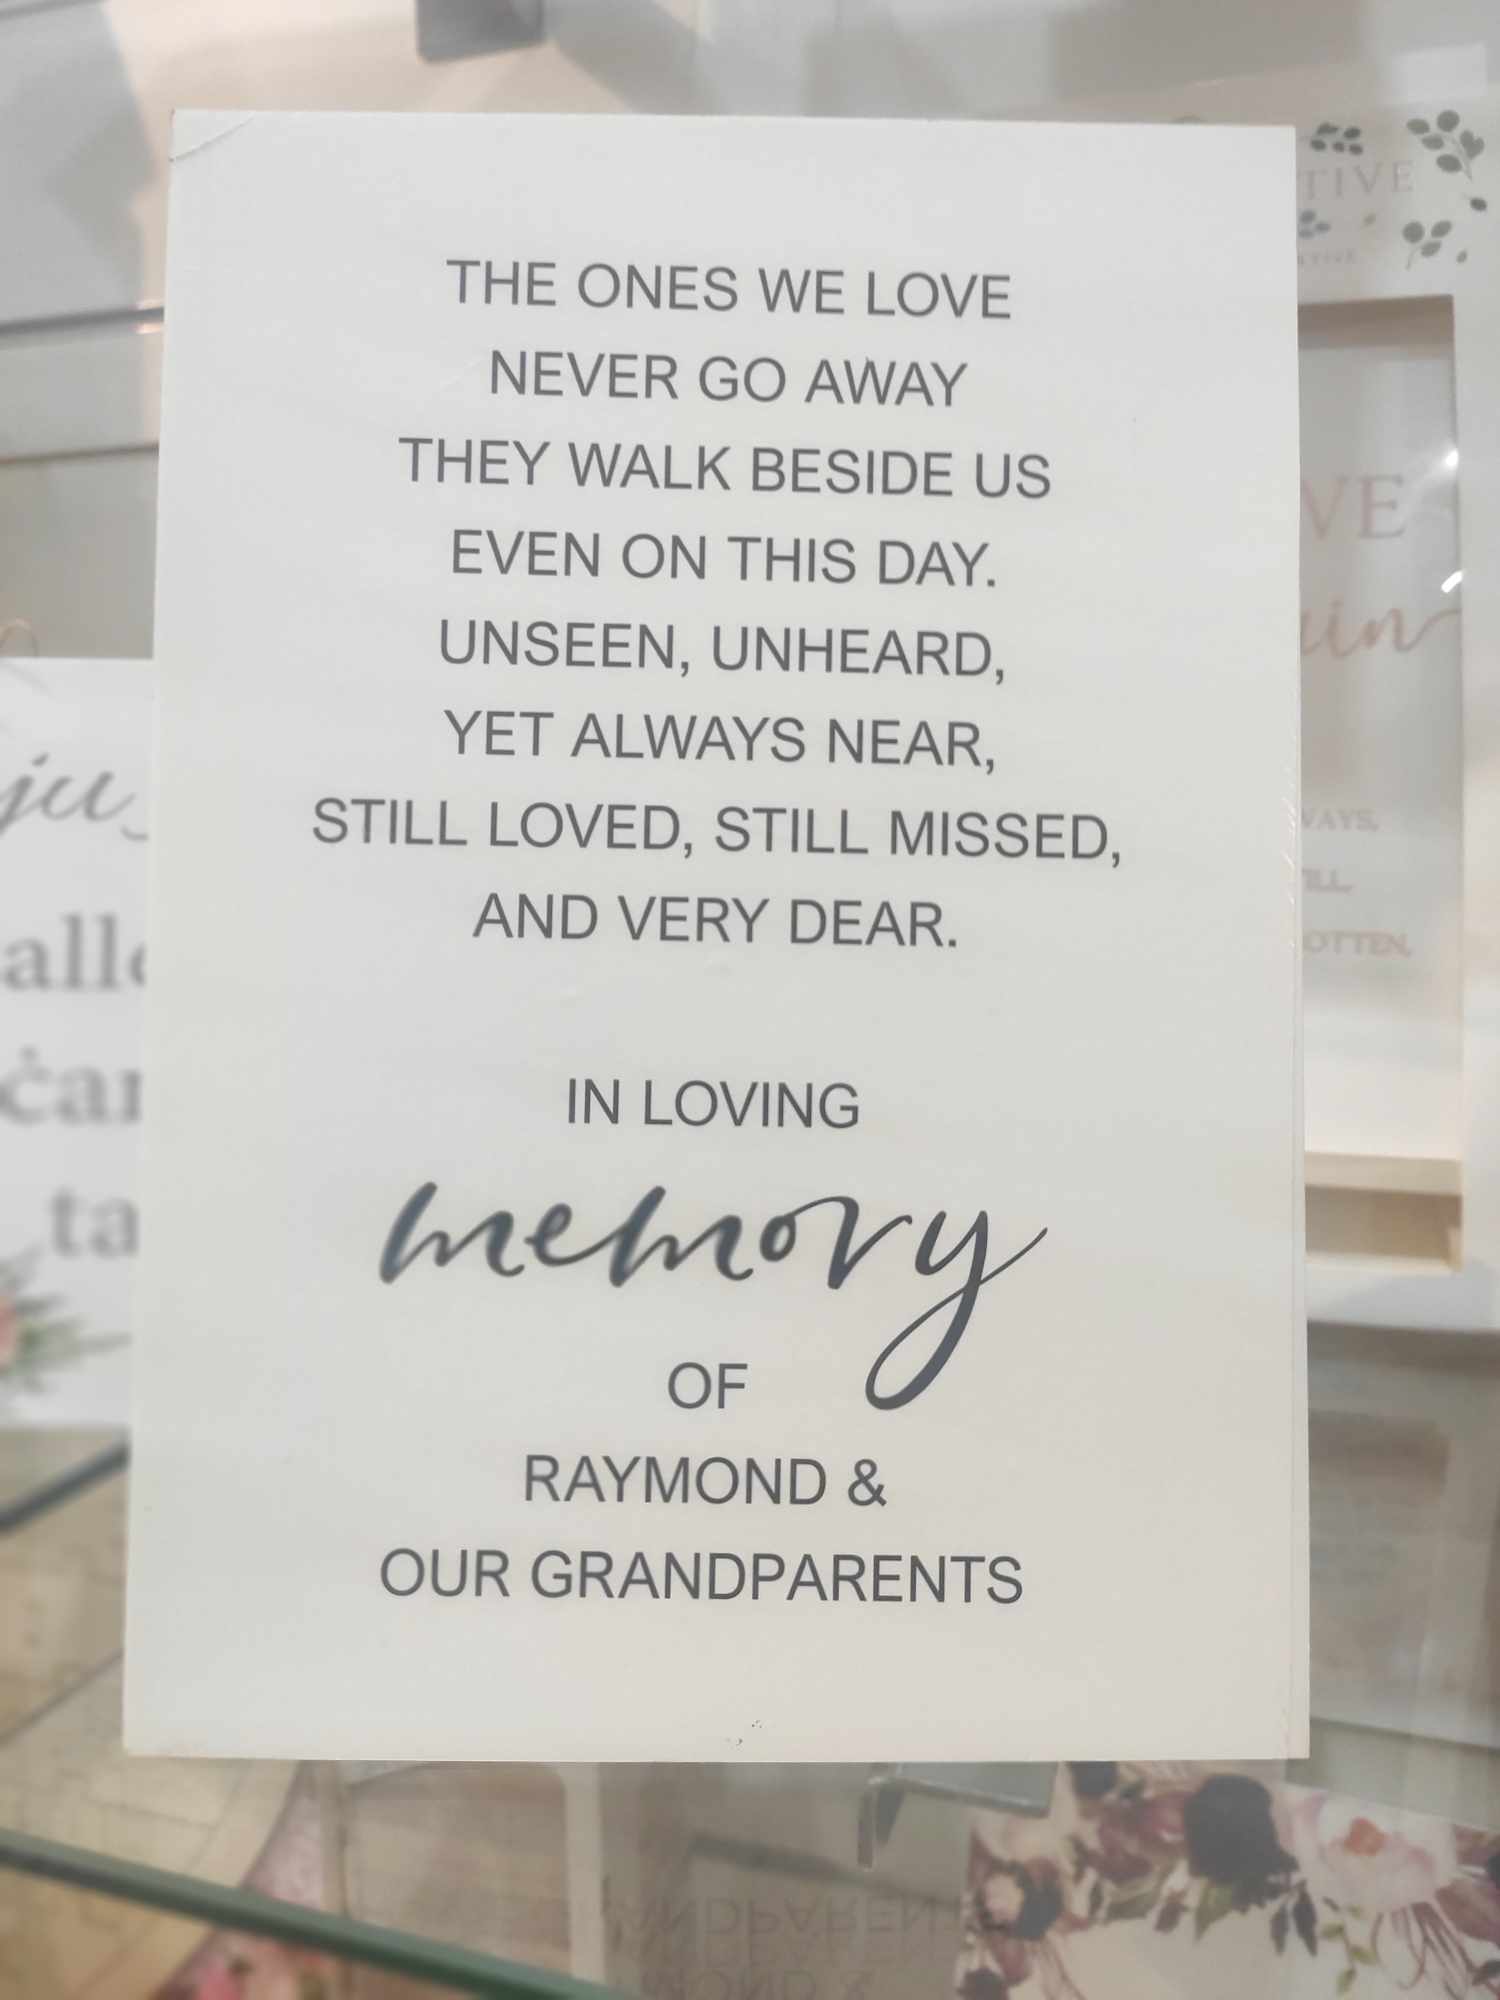 THE ONES WE LOVE
NEVER GO AWAY
THEY WALK BESIDE US
EVEN ON THIS DAY.
UNSEEN, UNHEARD,
YET ALWAYS NEAR,
STILL LOVED, STILL MISSED,
AND VERY DEAR.
IN LOVING
memory
OF
RAYMOND &
OUR GRANDPARENTS